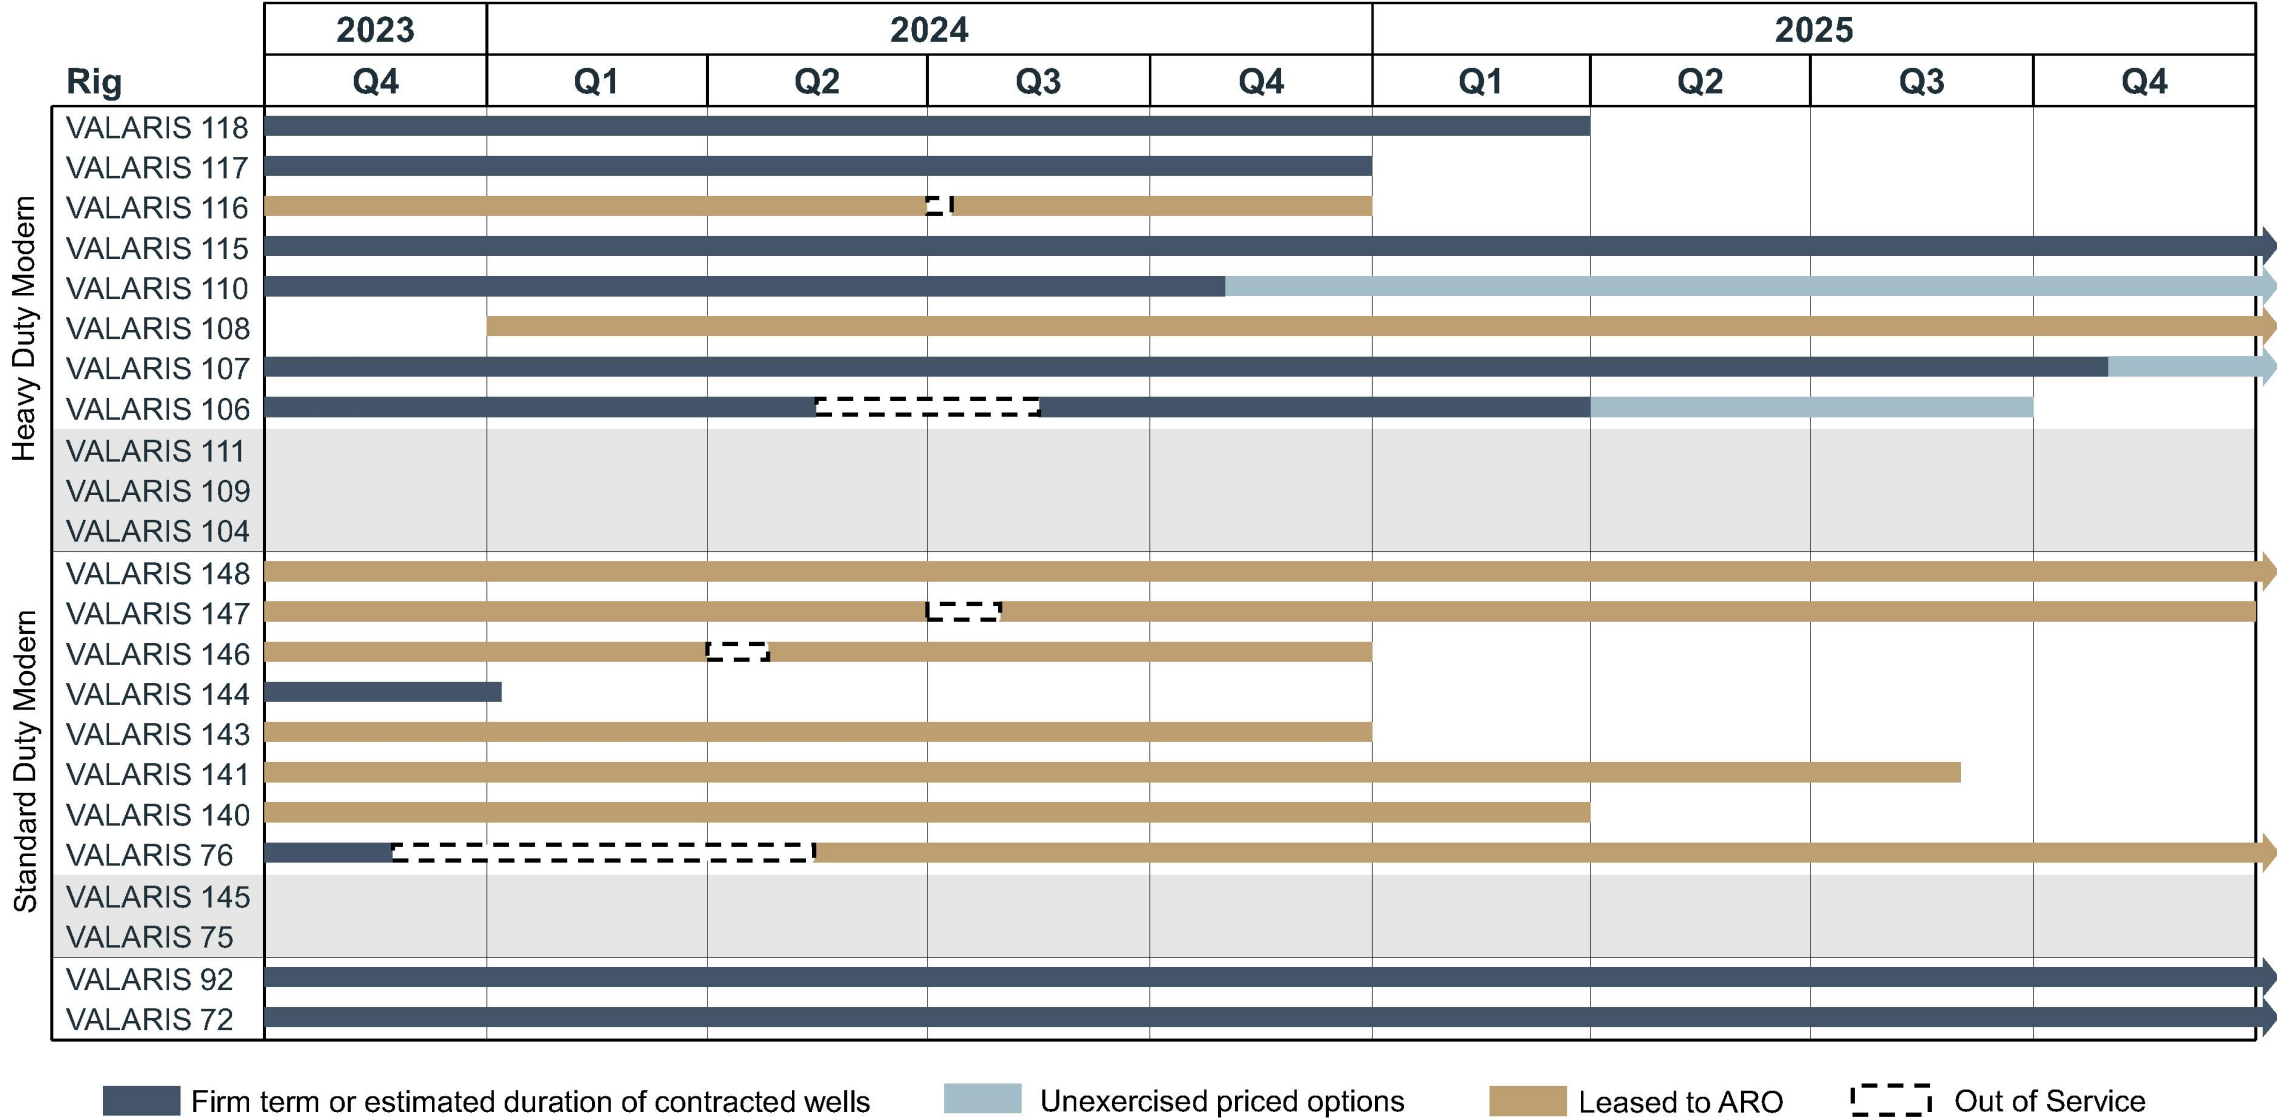 2023 2024 2025
Rig Q4 Q1 Q2 Q3 Q4 Q1 Q2 Q3 Q4
Heavy Duty Modern
VALARIS 118
VALARIS 117
VALARIS 116
VALARIS 115
VALARIS 110
VALARIS 108
VALARIS 107
VALARIS 106
VALARIS 111
VALARIS 109
VALARIS 104
Standard Duty Modern
VALARIS 148
VALARIS 147
VALARIS 146
VALARIS 144
VALARIS 143
VALARIS 141
VALARIS 140
VALARIS 76
VALARIS 145
VALARIS 75
VALARIS 92
VALARIS 72
Firm term or estimated duration of contracted wells Unexercised priced options Leased to ARO Out of Service